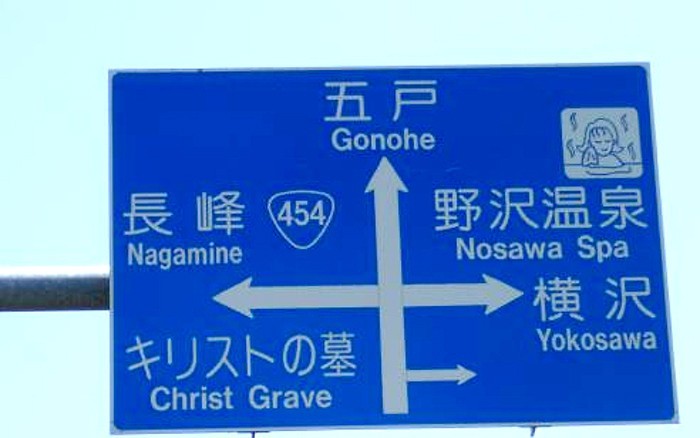 五戸
Gonohe
長峰
454
Nagamine
野沢温泉
Nosawa Spa
横沢
Yokosawa
キリストの墓
Christ Grave